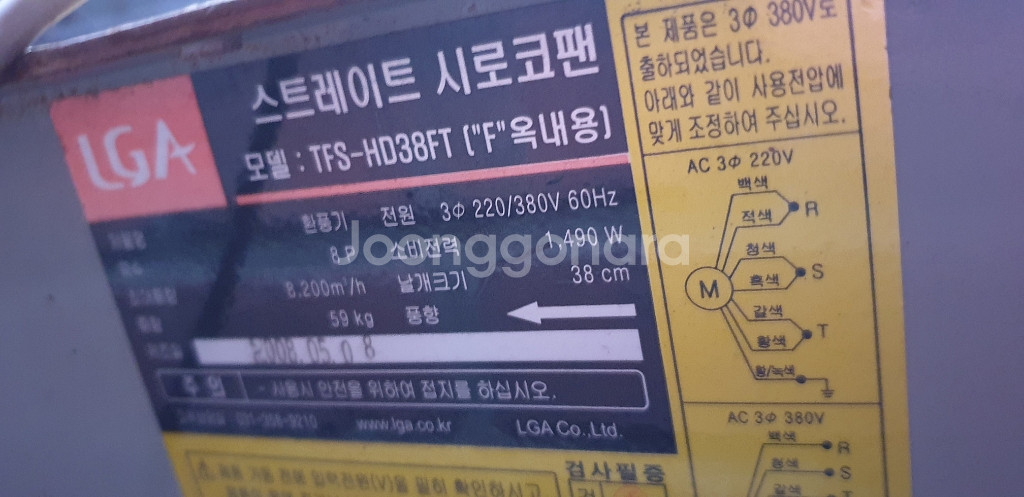 LGA
스트레이트 시로코팬
모델 : TFS-HD38FT ("F"옥내용)
환풍기 전원 3Φ 220/380V 60Hz
8-P 소비전력 1,490 W
8.200m³/h 날개크기 38 cm
59 kg 풍향
2008.05.08
주의 - 사용시 안전을 위하여 접지를 하십시오.
031-358-9210 www.lga.co.kr LGA Co.,Ltd.
검사필증
본 제품은 3Φ 380V로
출하되었습니다.
아래와 같이 사용전압에
맞게 조정하여 주십시오.
AC 3Φ 220V
백색
적색
R
청색
흑색
S
갈색
황색
T
황/녹색
M
AC 3Φ 380V
백색 R
청색 S
갈색
Joonggonara